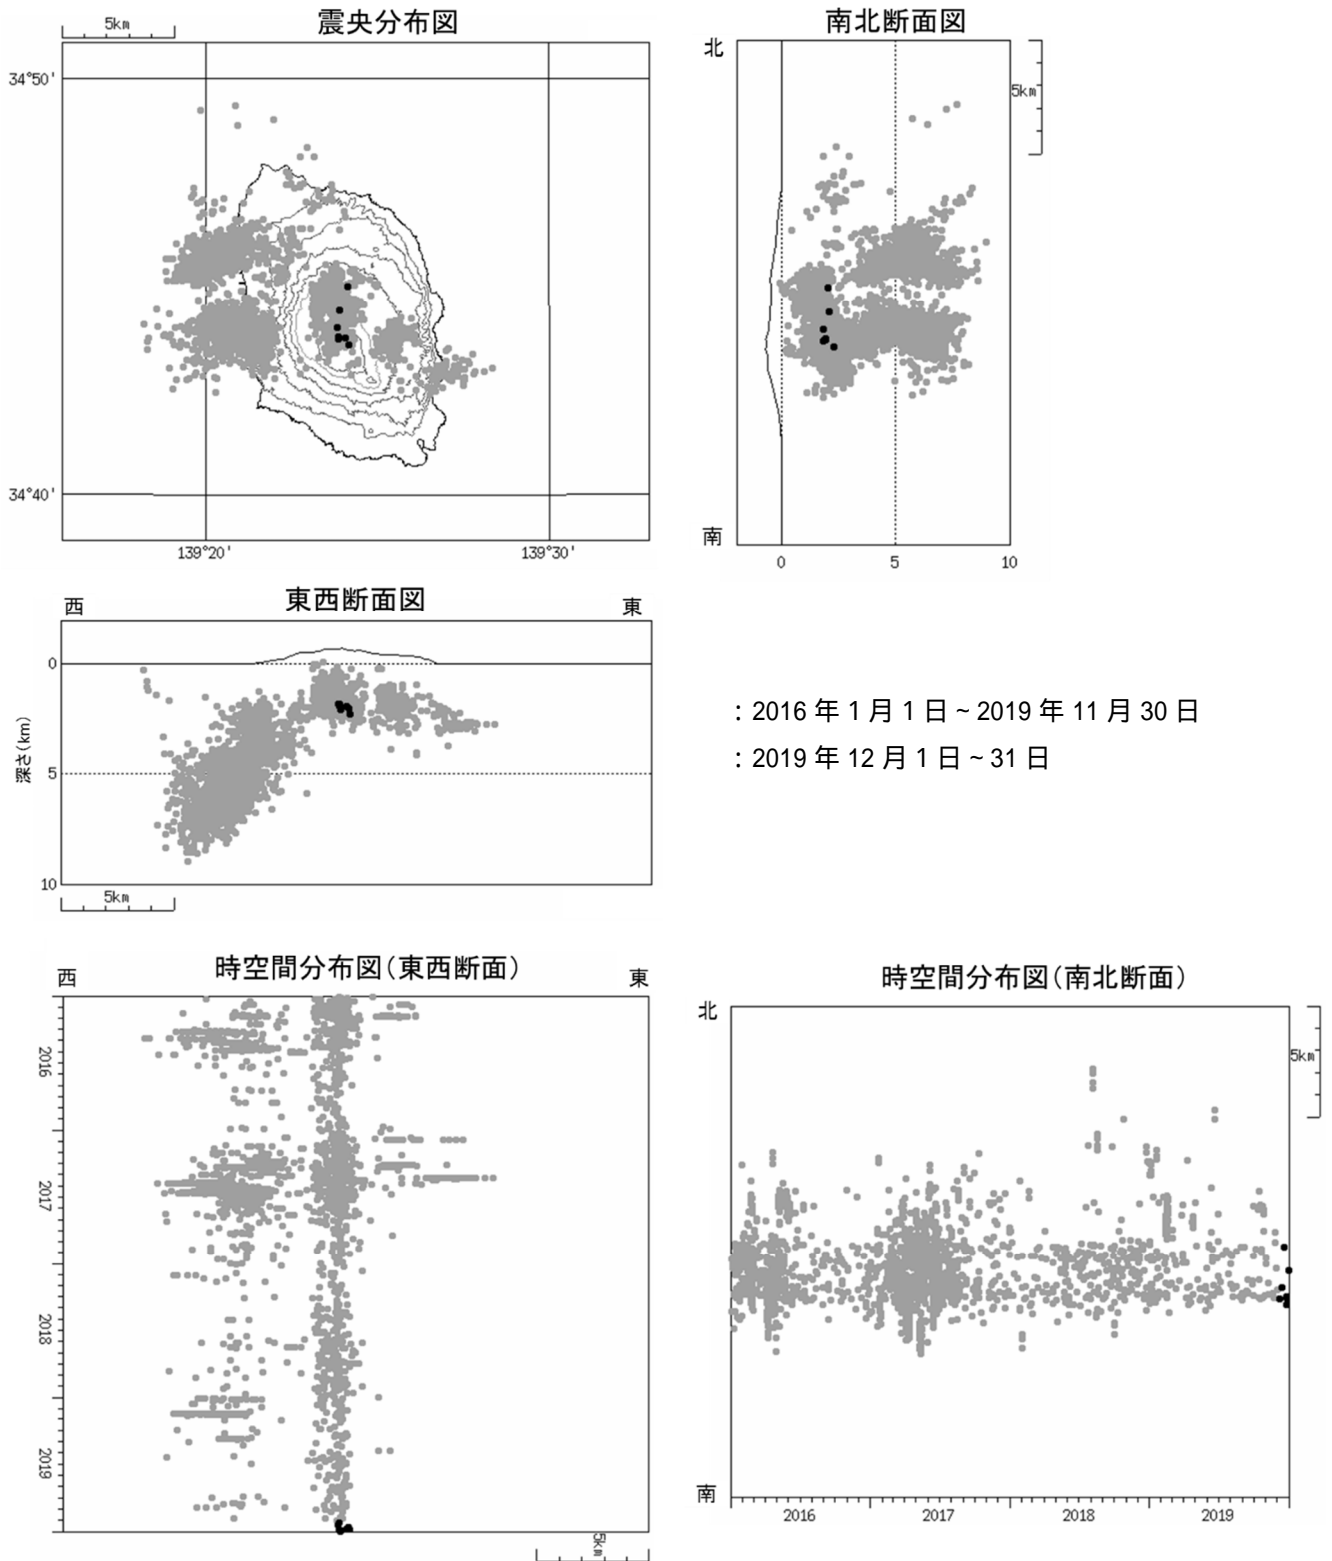 5km
震央分布図
34°50'
34°40'
139°20'
139°30'
南北断面図
北
5km
南
0
5
10
西
東西断面図
東
0
深さ(km)
5
10
5km
：2016 年 1 月 1 日 ~ 2019 年 11 月 30 日
：2019 年 12 月 1 日 ~ 31 日
西
時空間分布図(東西断面)
東
2016
2017
2018
2019
5km
時空間分布図(南北断面)
北
5km
南
2016
2017
2018
2019